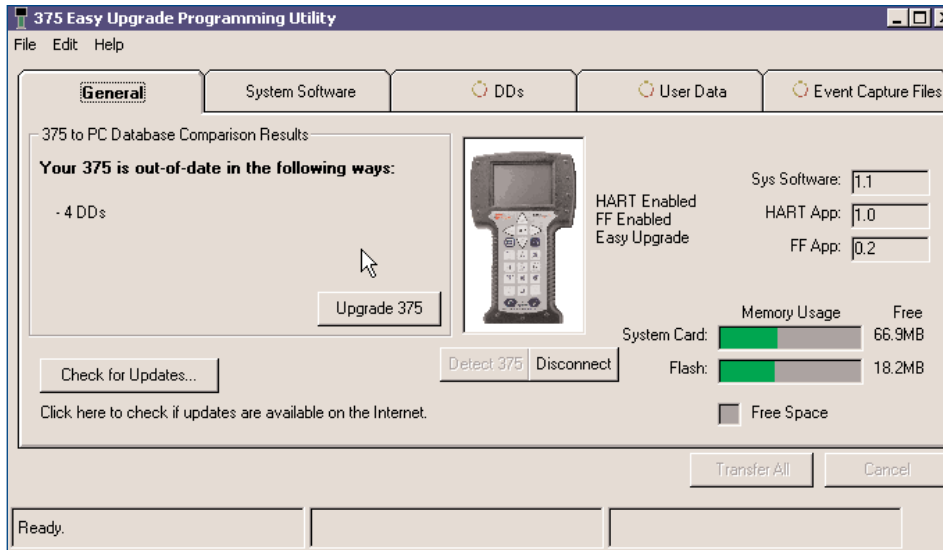 375 Easy Upgrade Programming Utility
File Edit Help
General
System Software
DDs
User Data
Event Capture Files
375 to PC Database Comparison Results
Your 375 is out-of-date in the following ways:
- 4 DDs
Upgrade 375
Check for Updates...
Click here to check if updates are available on the Internet.
HART Enabled
FF Enabled
Easy Upgrade
Detect 375
Disconnect
Sys Software: 1.1
HART App: 1.0
FF App: 0.2
Memory Usage Free
System Card: 66.9MB
Flash: 18.2MB
Free Space
Transfer All
Cancel
Ready.